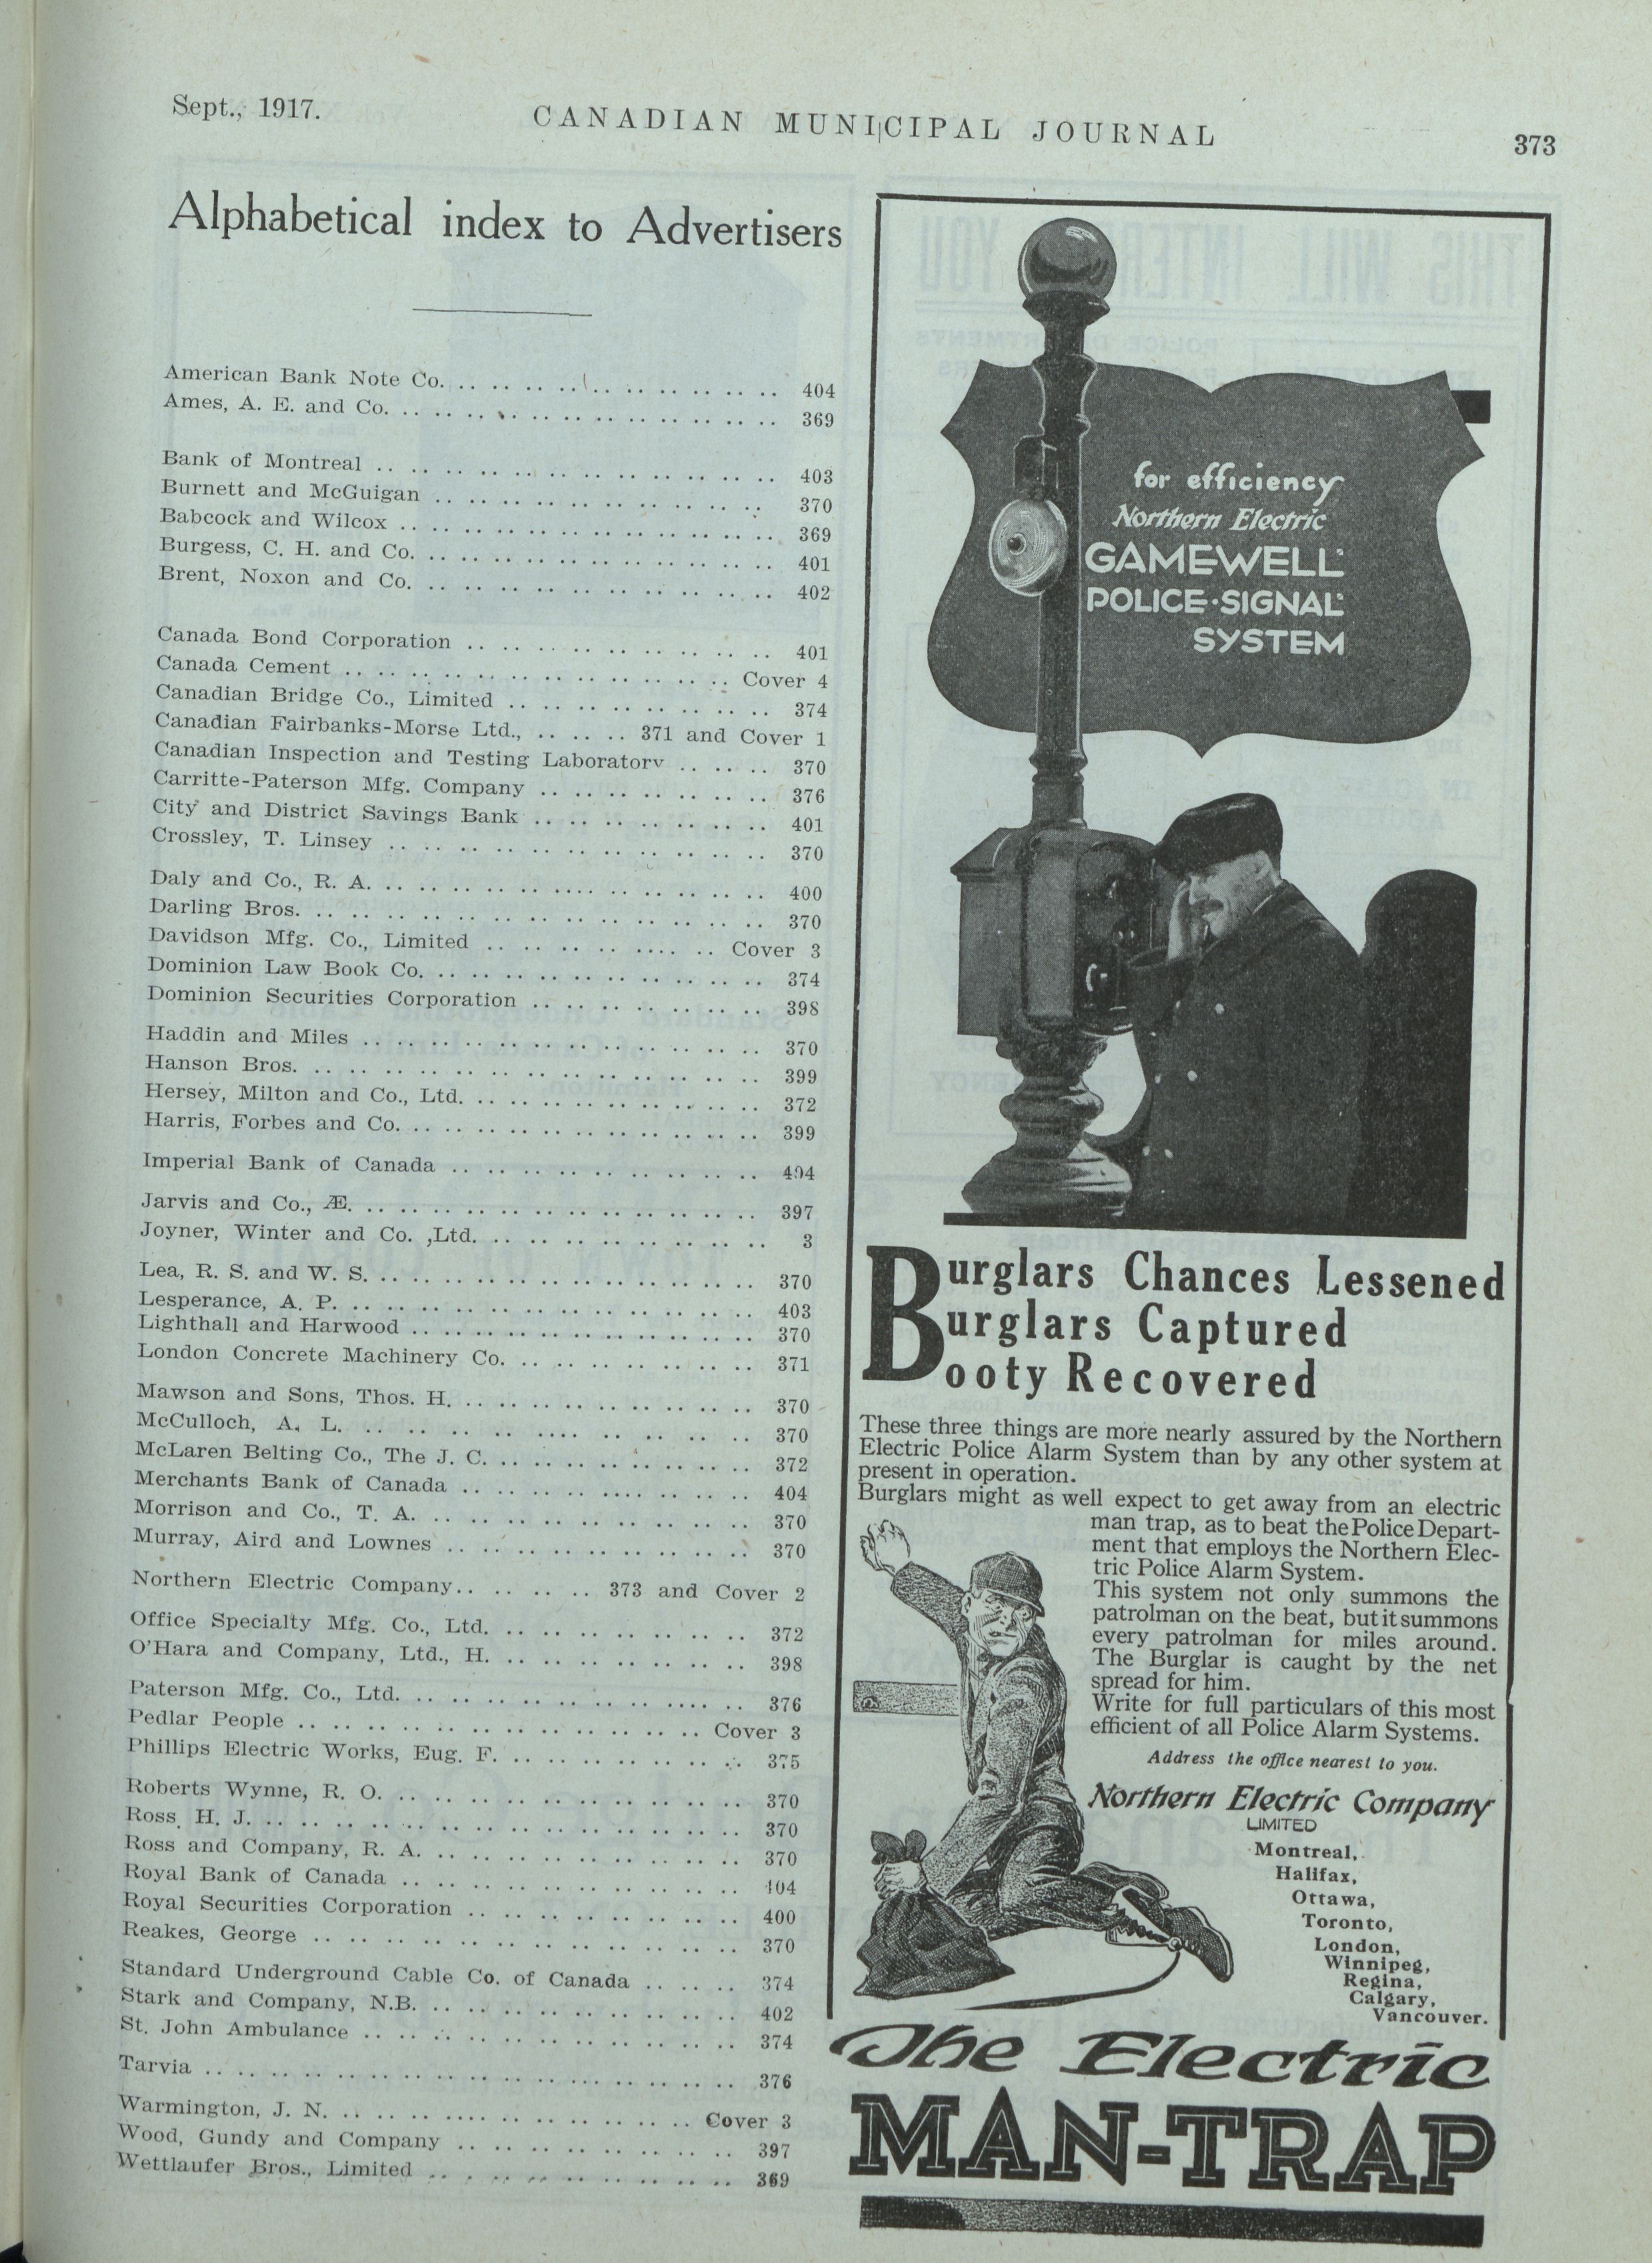 Sept., 1917.
CANADIAN MUNICIPAL JOURNAL
373
Alphabetical index to Advertisers
American Bank Note Co. .. .. .. .. .. .. .. .. .. .. 404
Ames, A. E. and Co. .. .. .. .. .. .. .. .. .. .. .. 369
Bank of Montreal .. .. .. .. .. .. .. .. .. .. .. .. 403
Burnett and McGuigan .. .. .. .. .. .. .. .. .. .. 370
Babcock and Wilcox .. .. .. .. .. .. .. .. .. .. .. 369
Burgess, C. H. and Co. .. .. .. .. .. .. .. .. .. .. 401
Brent, Noxon and Co. .. .. .. .. .. .. .. .. .. .. .. 402
Canada Bond Corporation .. .. .. .. .. .. .. .. .. 401
Canada Cement .. .. .. .. .. .. .. .. .. .. .. Cover 4
Canadian Bridge Co., Limited .. .. .. .. .. .. .. .. 374
Canadian Fairbanks-Morse Ltd., .. .. .. 371 and Cover 1
Canadian Inspection and Testing Laboratory .. .. .. 370
Carritte-Paterson Mfg. Company .. .. .. .. .. .. .. 376
City and District Savings Bank .. .. .. .. .. .. .. 401
Crossley, T. Linsey .. .. .. .. .. .. .. .. .. .. .. 370
Daly and Co., R. A. .. .. .. .. .. .... .. .. .. .. .. 400
Darling Bros. .. .. .. .. .. .. .. .. .. .. .. .. .. 370
Davidson Mfg. Co., Limited .. .. .. .. .... .. Cover 3
Dominion Law Book Co. .. .. .. .. .. .. .. .. .. .. 374
Dominion Securities Corporation .. .. .. .. .. .. .. 398
Haddin and Miles .. .. .. .. .. .. .. .. .. .. .. .. 370
Hanson Bros. .. .. .. .. .. .. .. .. .. .. .. .. .. 399
Hersey, Milton and Co., Ltd. .. .. .. .. .. .. .. .. .. 372
Harris, Forbes and Co. .. .. .. .. .. .. .. .. .. .. .. 399
Imperial Bank of Canada .. .. .. .. .. .. .. .. .. 404
Jarvis and Co., Æ. .. .. .. .. .. .. .. .. .. .. .. .. 397
Joyner, Winter and Co. ,Ltd. .. .. .. .. .. .. .. .. .. 3
Lea, R. S. and W. S. .. .. .. .. .. .. .. .. .. .. .. .. 370
Lesperance, A. P. .. .. .. .. .. .. .. .. .. .. .. .. .. 403
Lighthall and Harwood .. .. .. .. .. .. .. .. .. .. .. 370
London Concrete Machinery Co. .. .. .. .. .. .. .. .. 371
Mawson and Sons, Thos. H. .. .. .. .. .. .. .. .. .. 370
McCulloch, A. L. .. .. .. .. .. .... .. .. .. .. .. 370
McLaren Belting Co., The J. C. .. .. .. .. .. .. .. .. 372
Merchants Bank of Canada .. .. .. .. .... .. .. .. 404
Morrison and Co., T. A. .. .. .. .. .. .. .. .. .. .. 370
Murray, Aird and Lownes .. .. .. .. .. .. .. .. .. 370
Northern Electric Company.. .. .. .. .. 373 and Cover 2
Office Specialty Mfg. Co., Ltd. .. .. .. .. .. .. .. .. 372
O'Hara and Company, Ltd., H. .. .. .. .. .. .. .. .. 398
Paterson Mfg. Co., Ltd. .. .. .. .. .. .. .. .... .. 376
Pedlar People .. .. .. .. .. .. .. .. .. .. .. .. Cover 3
Phillips Electric Works, Eug. F. .. .. .. .. .. .. .. .. 375
Roberts Wynne, R. O. .. .. .. .. .. .. .. .. .. .. .. 370
Ross, H. J. .. .. .. .. .. .. .. .. .. .. .. .. .. .. 370
Ross and Company, R. A. .. .. .. .. .. .. .. .. .. .. 370
Royal Bank of Canada .. .. .. .. .. .. .. .. .. .. 404
Royal Securities Corporation .. .. .. .. .. .. .. .. 400
Reakes, George .. .. .. .. .. .. .. .. .. .. .. .. 370
Standard Underground Cable Co. of Canada .. .. .. 374
Stark and Company, N.B. .. .. .. .. .. .. .. .. .. .. 402
St. John Ambulance .. .. .. .. .. .. .. .. .. .. .. 374
Tarvia .. .. .. .. .. .. .. .. .. .. .. .. .. .. .. .. 376
Warmington, J. N. .. .. .. .... .. .. .. .. .. .. Cover 3
Wood, Gundy and Company .. .. .. .. .. .. .. .. .. 397
Wettlaufer Bros., Limited .. .. .. .. .. .. .. .. .. .. 369
for efficiency
Northern Electric
GAMEWELL
POLICE·SIGNAL
SYSTEM
Burglars Chances Lessened
Burglars Captured
Booty Recovered
These three things are more nearly assured by the Northern
Electric Police Alarm System than by any other system at
present in operation.
Burglars might as well expect to get away from an electric
man trap, as to beat the Police Depart-
ment that employs the Northern Elec-
tric Police Alarm System.
This system not only summons the
patrolman on the beat, but it summons
every patrolman for miles around.
The Burglar is caught by the net
spread for him.
Write for full particulars of this most
efficient of all Police Alarm Systems.
Address the office nearest to you.
Northern Electric Company
LIMITED
Montreal,
Halifax,
Ottawa,
Toronto,
London,
Winnipeg,
Regina,
Calgary,
Vancouver.
The Electric
MAN-TRAP